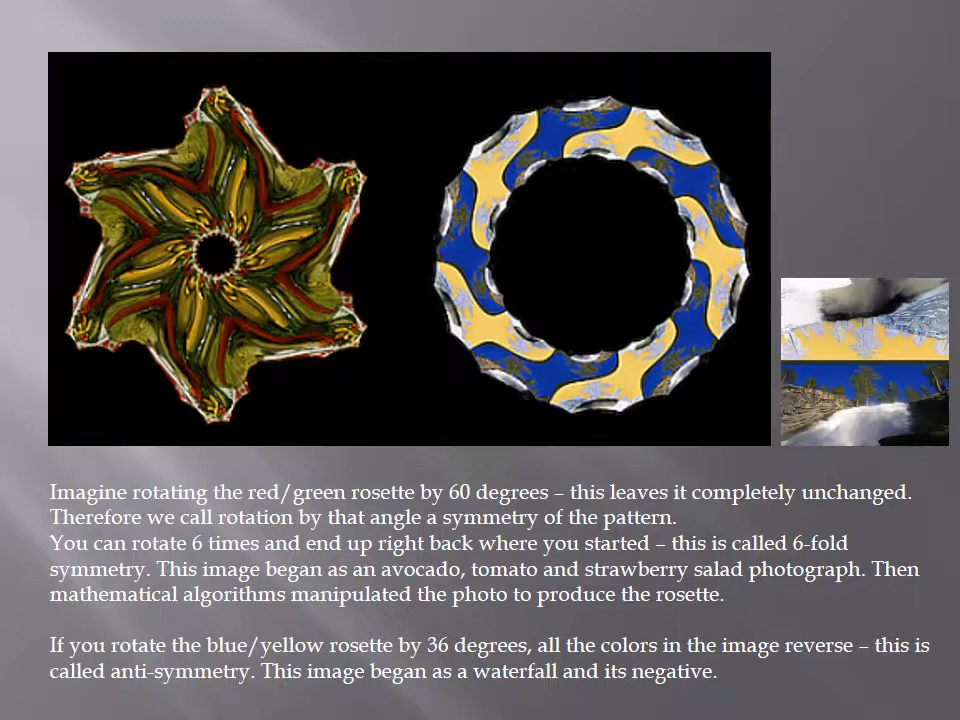 Imagine rotating the red/green rosette by 60 degrees – this leaves it completely unchanged.
Therefore we call rotation by that angle a symmetry of the pattern.
You can rotate 6 times and end up right back where you started – this is called 6-fold
symmetry. This image began as an avocado, tomato and strawberry salad photograph. Then
mathematical algorithms manipulated the photo to produce the rosette.
If you rotate the blue/yellow rosette by 36 degrees, all the colors in the image reverse – this is
called anti-symmetry. This image began as a waterfall and its negative.